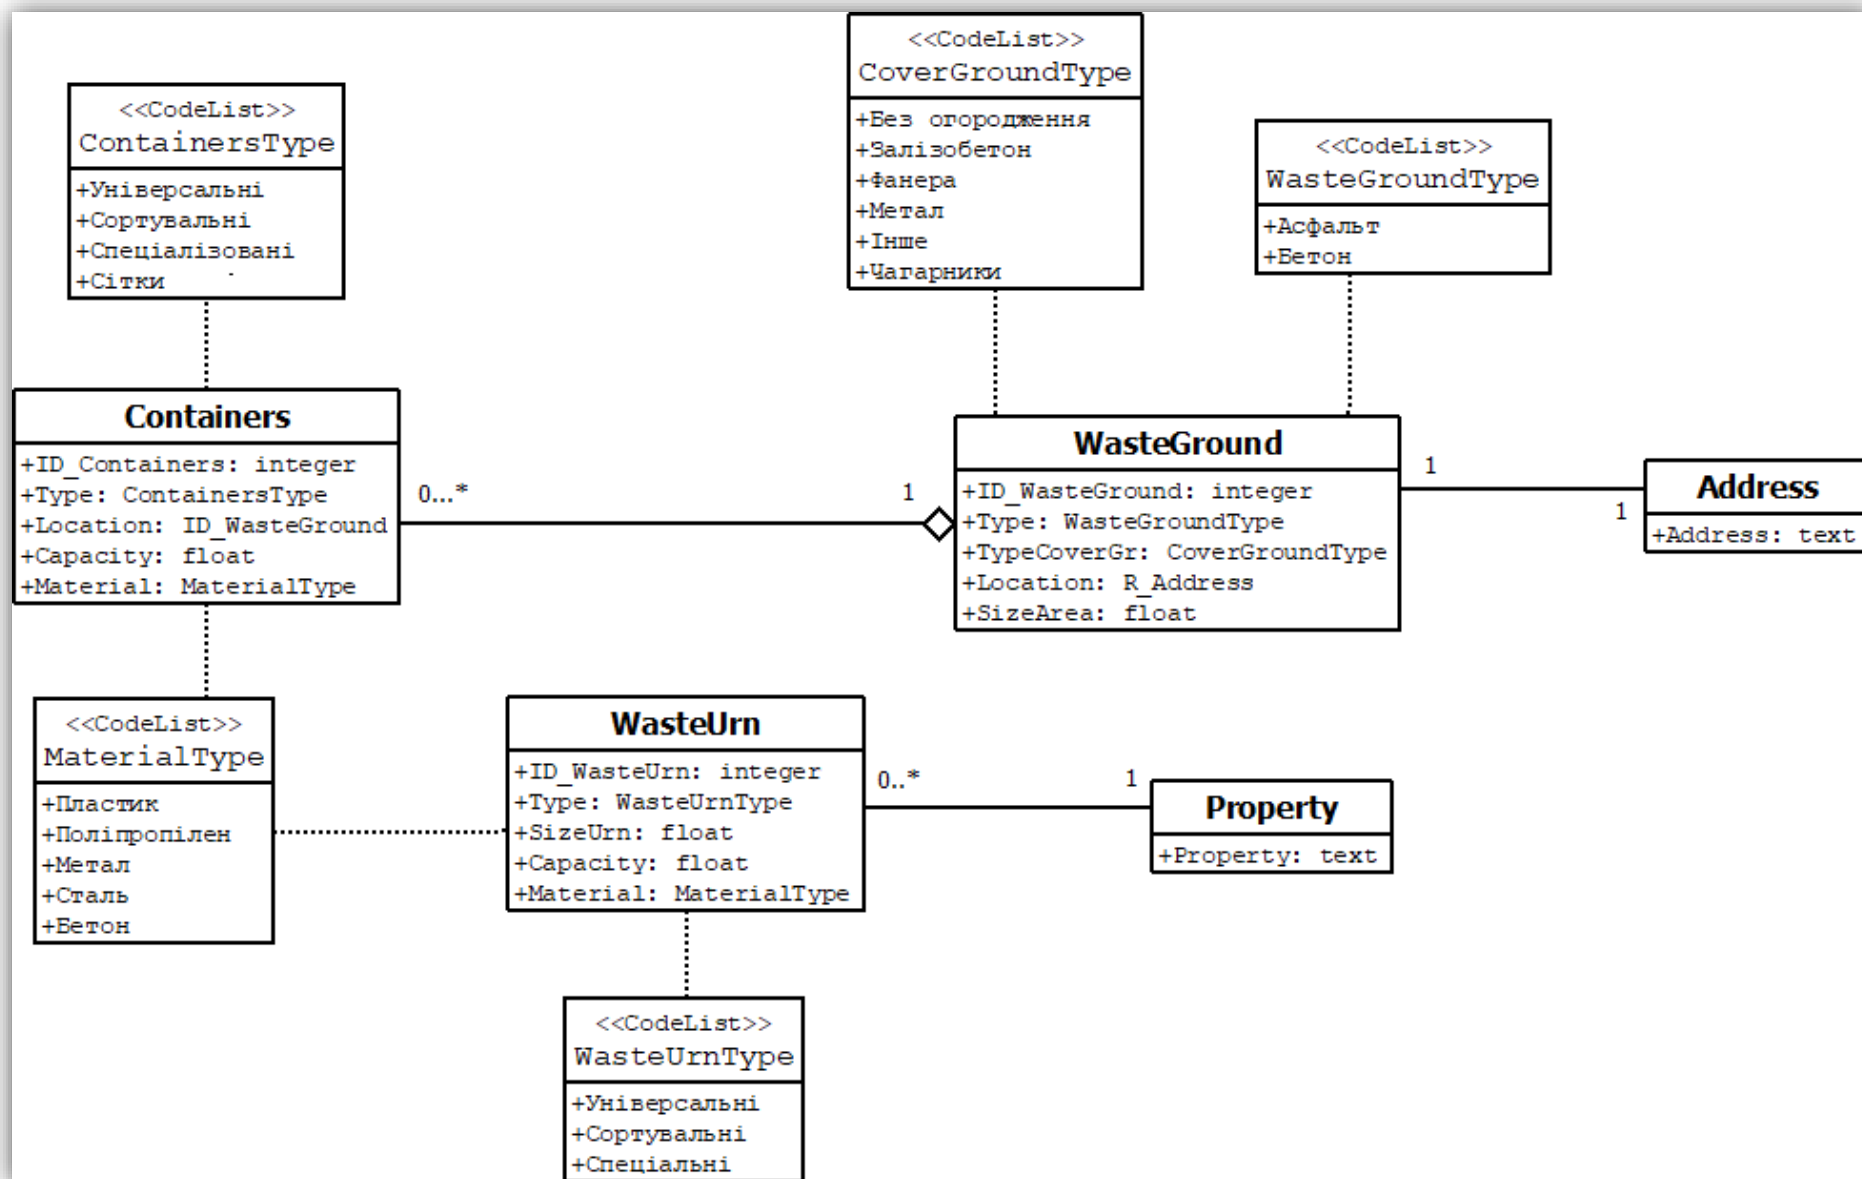 <<CodeList>>
CoverGroundType
+Без огородження
+Залізобетон
+Фанера
+Метал
+Інше
+Чагарники
<<CodeList>>
ContainersType
+Універсальні
+Сортувальні
+Спеціалізовані
+Сітки
<<CodeList>>
WasteGroundType
+Асфальт
+Бетон
Containers
+ID_Containers: integer
+Type: ContainersType
+Location: ID_WasteGround
+Capacity: float
+Material: MaterialType
0...*
1
WasteGround
+ID_WasteGround: integer
+Type: WasteGroundType
+TypeCoverGr: CoverGroundType
+Location: R_Address
+SizeArea: float
1
1
Address
+Address: text
<<CodeList>>
MaterialType
+Пластик
+Поліпропілен
+Метал
+Сталь
+Бетон
WasteUrn
+ID_WasteUrn: integer
+Type: WasteUrnType
+SizeUrn: float
+Capacity: float
+Material: MaterialType
0..*
1
Property
+Property: text
<<CodeList>>
WasteUrnType
+Універсальні
+Сортувальні
+Спеціальні